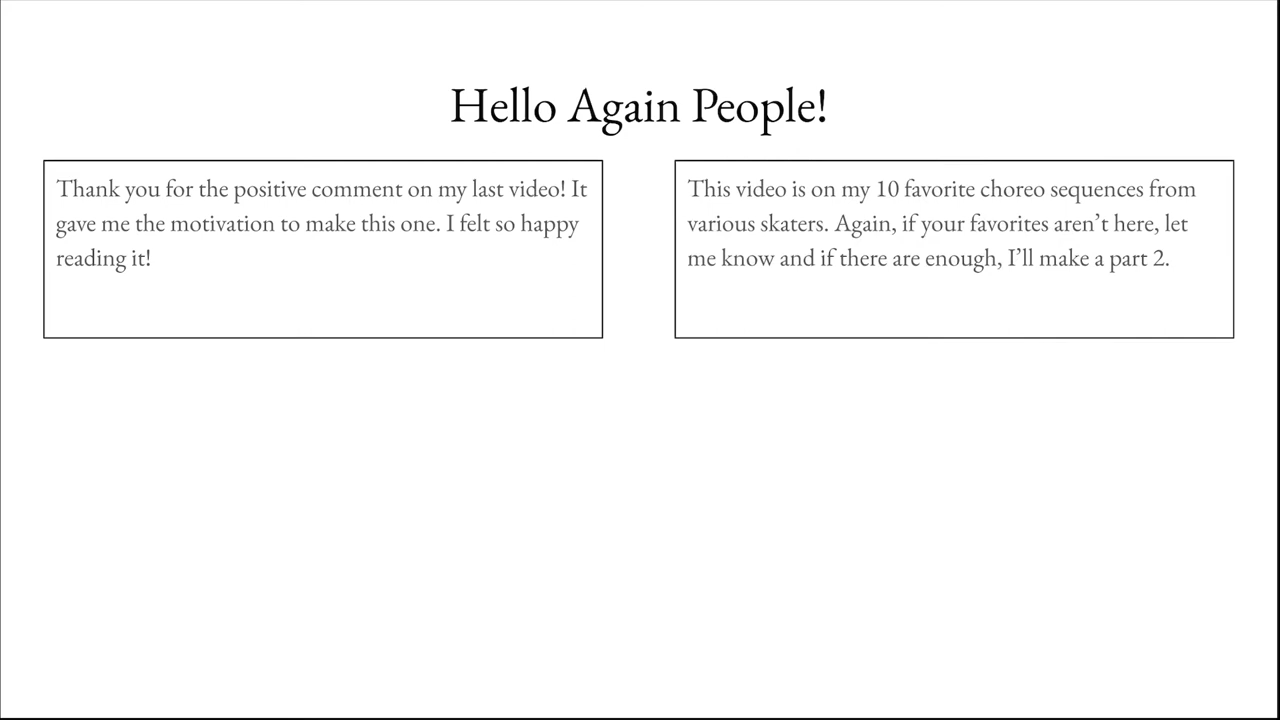 Hello Again People!
Thank you for the positive comment on my last video! It
gave me the motivation to make this one. I felt so happy
reading it!
This video is on my 10 favorite choreo sequences from
various skaters. Again, if your favorites aren’t here, let
me know and if there are enough, I’ll make a part 2.